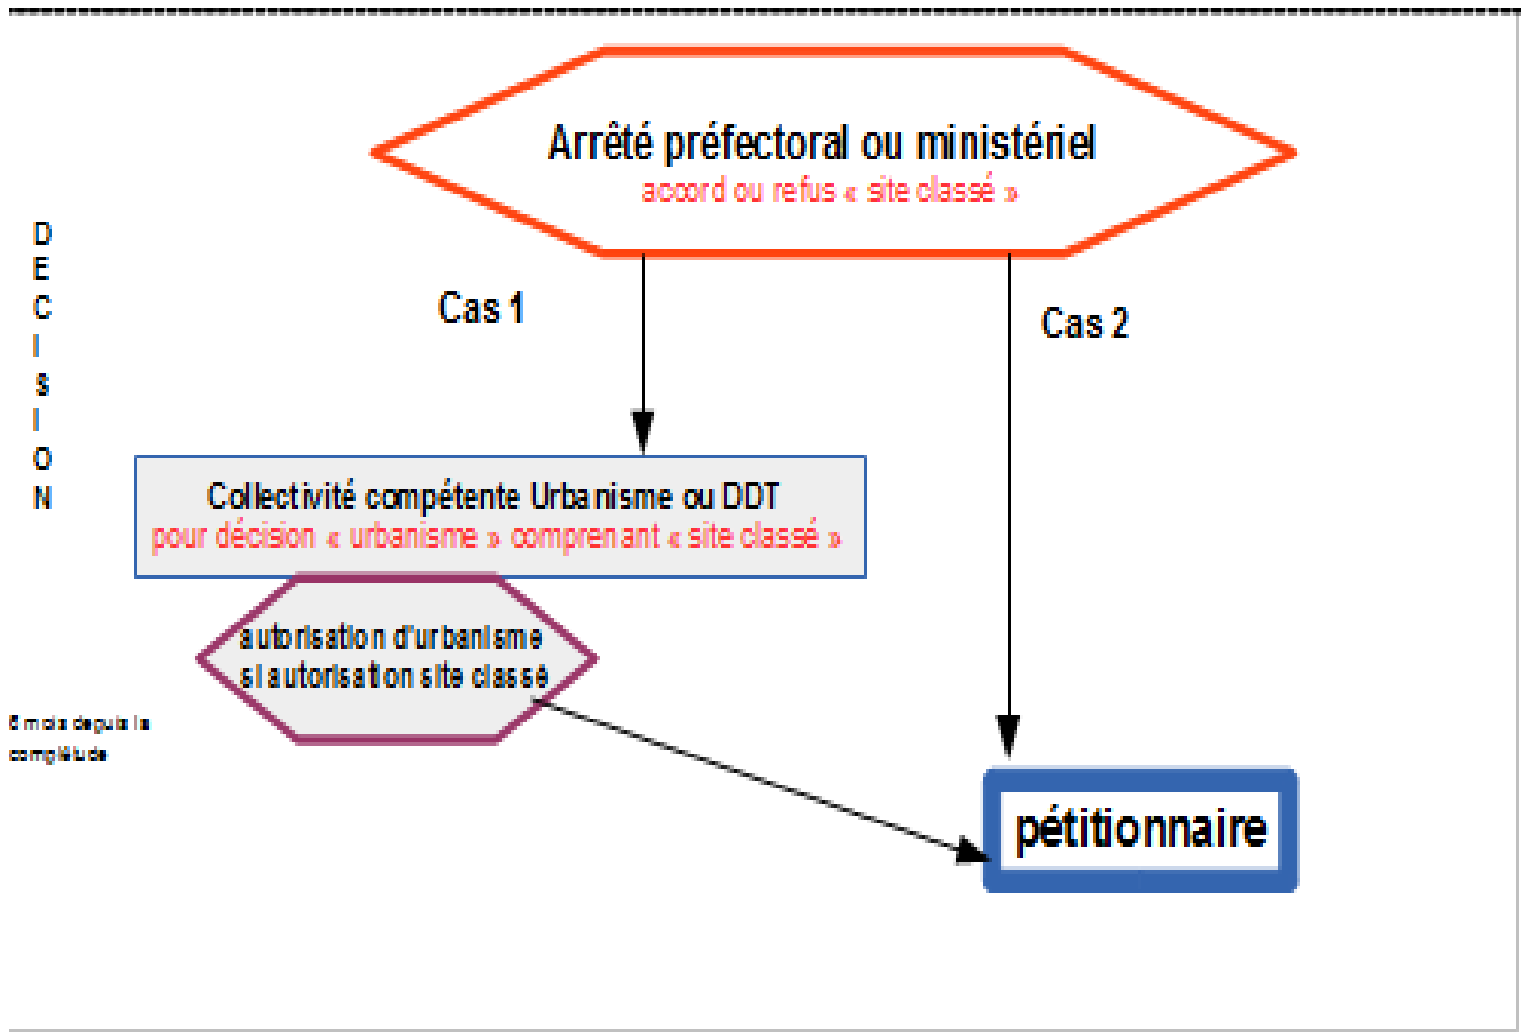 Arrêté préfectoral ou ministériel
accord ou refus « site classé »
D
E
C
I
S
I
O
N
Cas 1
Cas 2
Collectivité compétente Urbanisme ou DDT
pour décision « urbanisme » comprenant « site classé »
autorisation d'urbanisme
si autorisation site classé
mois depuis la
complétude
pétitionnaire